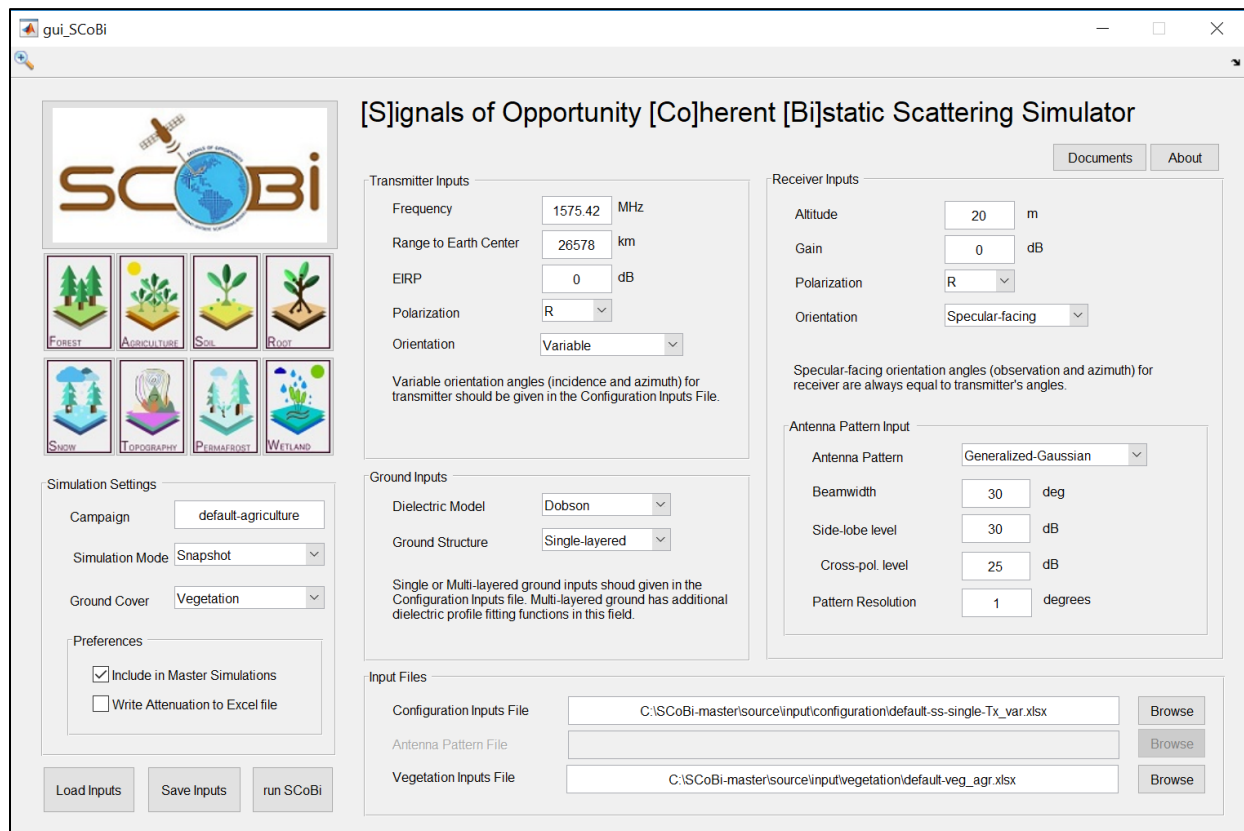 gui_SCoBi
SCOBi
SIGNALS OF OPPORTUNITY
[S]ignals of Opportunity [Co]herent [Bi]static Scattering Simulator
Documents
About
FOREST
AGRICULTURE
SOIL
ROOT
SNOW
TOPOGRAPHY
PERMAFROST
WETLAND
Simulation Settings
Campaign default-agriculture
Simulation Mode Snapshot
Ground Cover Vegetation
Preferences
Include in Master Simulations
Write Attenuation to Excel file
Load Inputs
Save Inputs
run SCoBi
Transmitter Inputs
Frequency 1575.42 MHz
Range to Earth Center 26578 km
EIRP 0 dB
Polarization R
Orientation Variable
Variable orientation angles (incidence and azimuth) for
transmitter should be given in the Configuration Inputs File.
Ground Inputs
Dielectric Model Dobson
Ground Structure Single-layered
Single or Multi-layered ground inputs shoud given in the
Configuration Inputs file. Multi-layered ground has additional
dielectric profile fitting functions in this field.
Receiver Inputs
Altitude 20 m
Gain 0 dB
Polarization R
Orientation Specular-facing
Specular-facing orientation angles (observation and azimuth) for
receiver are always equal to transmitter's angles.
Antenna Pattern Input
Antenna Pattern Generalized-Gaussian
Beamwidth 30 deg
Side-lobe level 30 dB
Cross-pol. level 25 dB
Pattern Resolution 1 degrees
Input Files
Configuration Inputs File C:\SCoBi-master\source\input\configuration\default-ss-single-Tx_var.xlsx Browse
Antenna Pattern File Browse
Vegetation Inputs File C:\SCoBi-master\source\input\vegetation\default-veg_agr.xlsx Browse